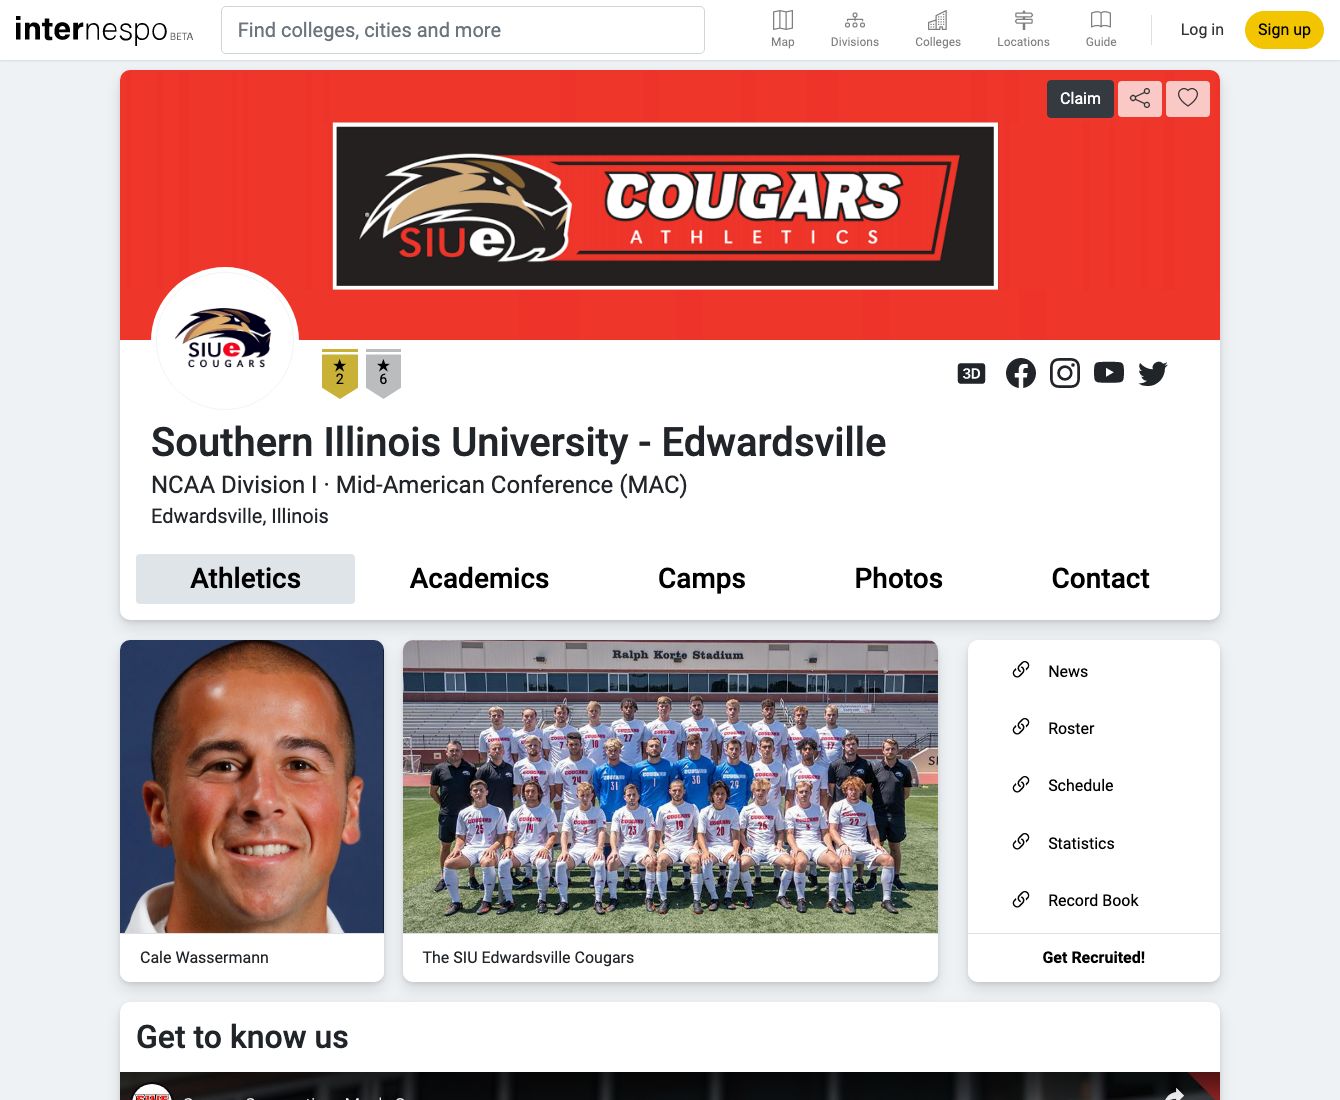 internespo BETA
Find colleges, cities and more
Map
Divisions
Colleges
Locations
Guide
Log in
Sign up
Claim
SIUe
COUGARS
ATHLETICS
SIUe
COUGARS
2
6
3D
Southern Illinois University - Edwardsville
NCAA Division I · Mid-American Conference (MAC)
Edwardsville, Illinois
Athletics
Academics
Camps
Photos
Contact
Ralph Korte Stadium
Cale Wassermann
The SIU Edwardsville Cougars
News
Roster
Schedule
Statistics
Record Book
Get Recruited!
Get to know us